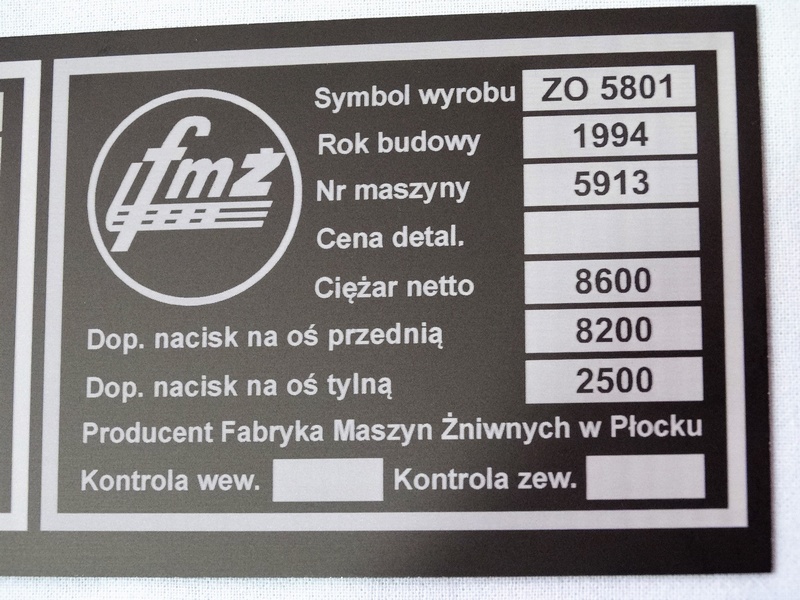 fmż
Symbol wyrobu ZO 5801
Rok budowy 1994
Nr maszyny 5913
Cena detal.
Ciężar netto 8600
Dop. nacisk na oś przednią 8200
Dop. nacisk na oś tylną 2500
Producent Fabryka Maszyn Żniwnych w Płocku
Kontrola wew. Kontrola zew.